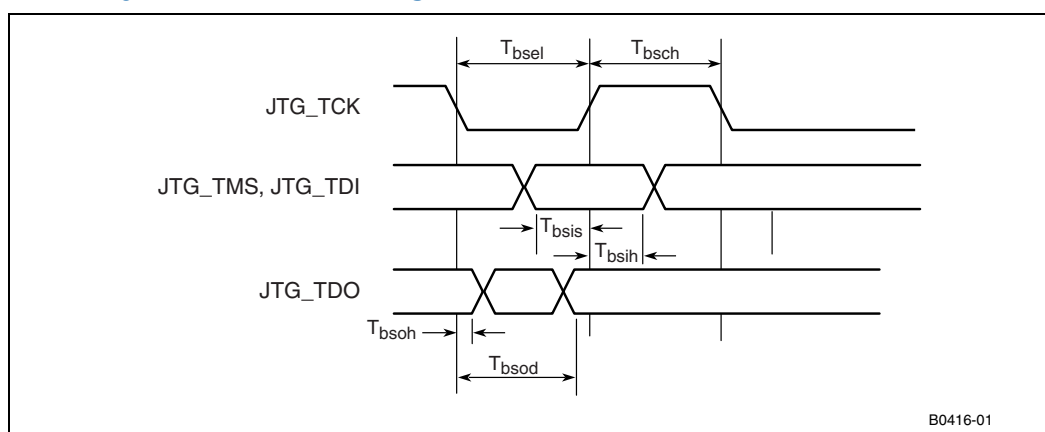 Tbsel
Tbsch
JTG_TCK
JTG_TMS, JTG_TDI
Tbsis
Tbsih
JTG_TDO
Tbsoh
Tbsod
B0416-01